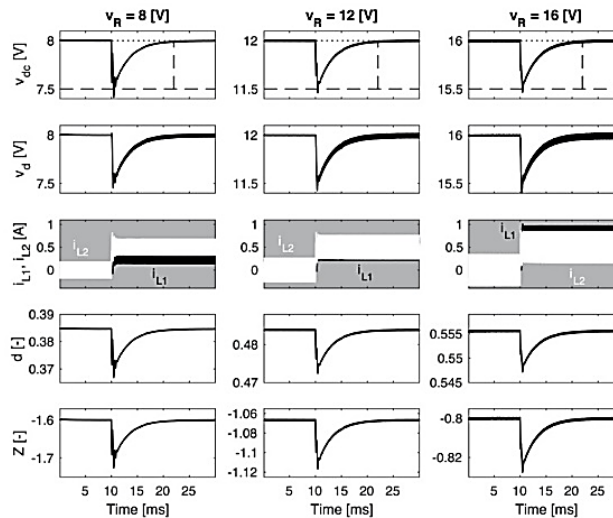 v_R = 8 [V] v_R = 12 [V] v_R = 16 [V]
v_dc [V]
8
7.5
12
11.5
16
15.5
v_d [V]
8
7.5
12
11.5
16
15.5
i_L1, i_L2 [A]
1
0.5
0
i_L2
i_L1
1
0.5
0
i_L2
i_L1
1
0.5
0
i_L1
i_L2
d [-]
0.39
0.38
0.37
0.48
0.47
0.555
0.55
0.545
Z [-]
-1.6
-1.7
-1.06
-1.08
-1.1
-1.12
-0.8
-0.82
5 10 15 20 25 5 10 15 20 25 5 10 15 20 25
Time [ms] Time [ms] Time [ms]